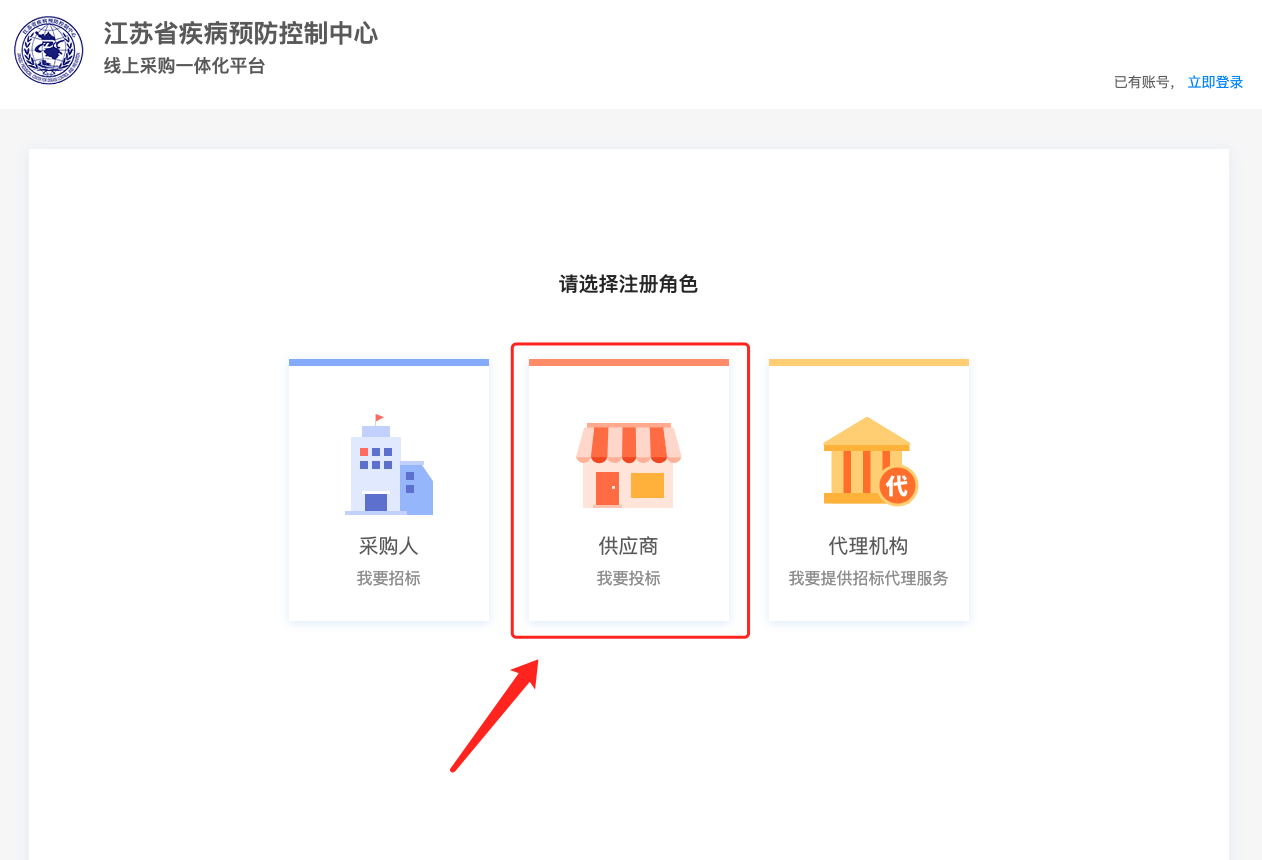 江苏省疾病预防控制中心
线上采购一体化平台
已有账号， 立即登录
请选择注册角色
采购人
我要招标
供应商
我要投标
代
代理机构
我要提供招标代理服务